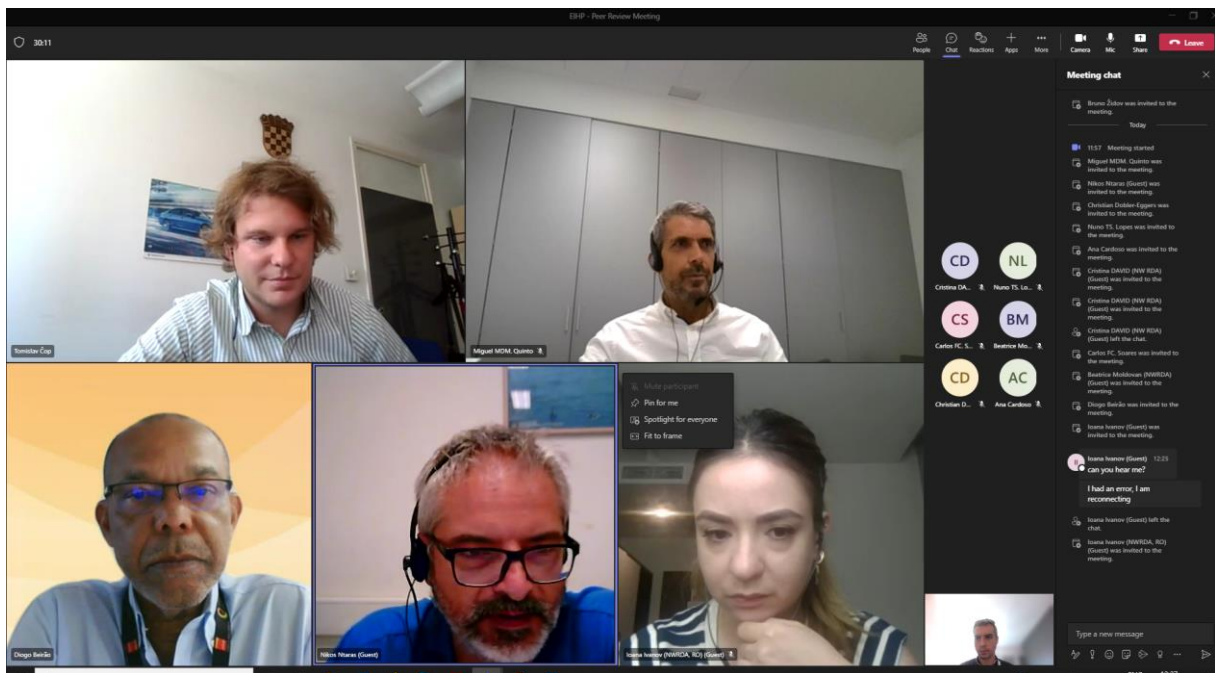 EIHP - Peer Review Meeting
30:11
People
Chat
Reactions
Apps
More
Camera
Mic
Share
Leave
Tomislav Čop
Miguel MDM. Quinto
Mute participant
Pin for me
Spotlight for everyone
Fit to frame
Diogo Beirão
Nikos Ntaras (Guest)
Ioana Ivanov (NWRDA, RO) (Guest)
CD
NL
Cristina DA...
Nuno TS. Lo...
CS
BM
Carlos FC. S...
Beatrice Mo...
CD
AC
Christian D...
Ana Cardoso
Meeting chat
Bruno Židov was invited to the
meeting.
Today
11:57 Meeting started
Miguel MDM. Quinto was
invited to the meeting.
Nikos Ntaras (Guest) was
invited to the meeting.
Christian Dobler-Eggers was
invited to the meeting.
Nuno TS. Lopes was invited to
the meeting.
Ana Cardoso was invited to the
meeting.
Cristina DAVID (NW RDA)
(Guest) was invited to the
meeting.
Cristina DAVID (NW RDA)
(Guest) was invited to the
meeting.
Cristina DAVID (NW RDA)
(Guest) left the chat.
Carlos FC. Soares was invited to
the meeting.
Beatrice Moldovan (NWRDA)
(Guest) was invited to the
meeting.
Diogo Beirão was invited to the
meeting.
Ioana Ivanov (Guest) was
invited to the meeting.
Ioana Ivanov (Guest) 12:25
can you hear me?
I had an error, I am
reconnecting
Ioana Ivanov (Guest) left the
chat.
Ioana Ivanov (NWRDA, RO)
(Guest) was invited to the
meeting.
Type a new message